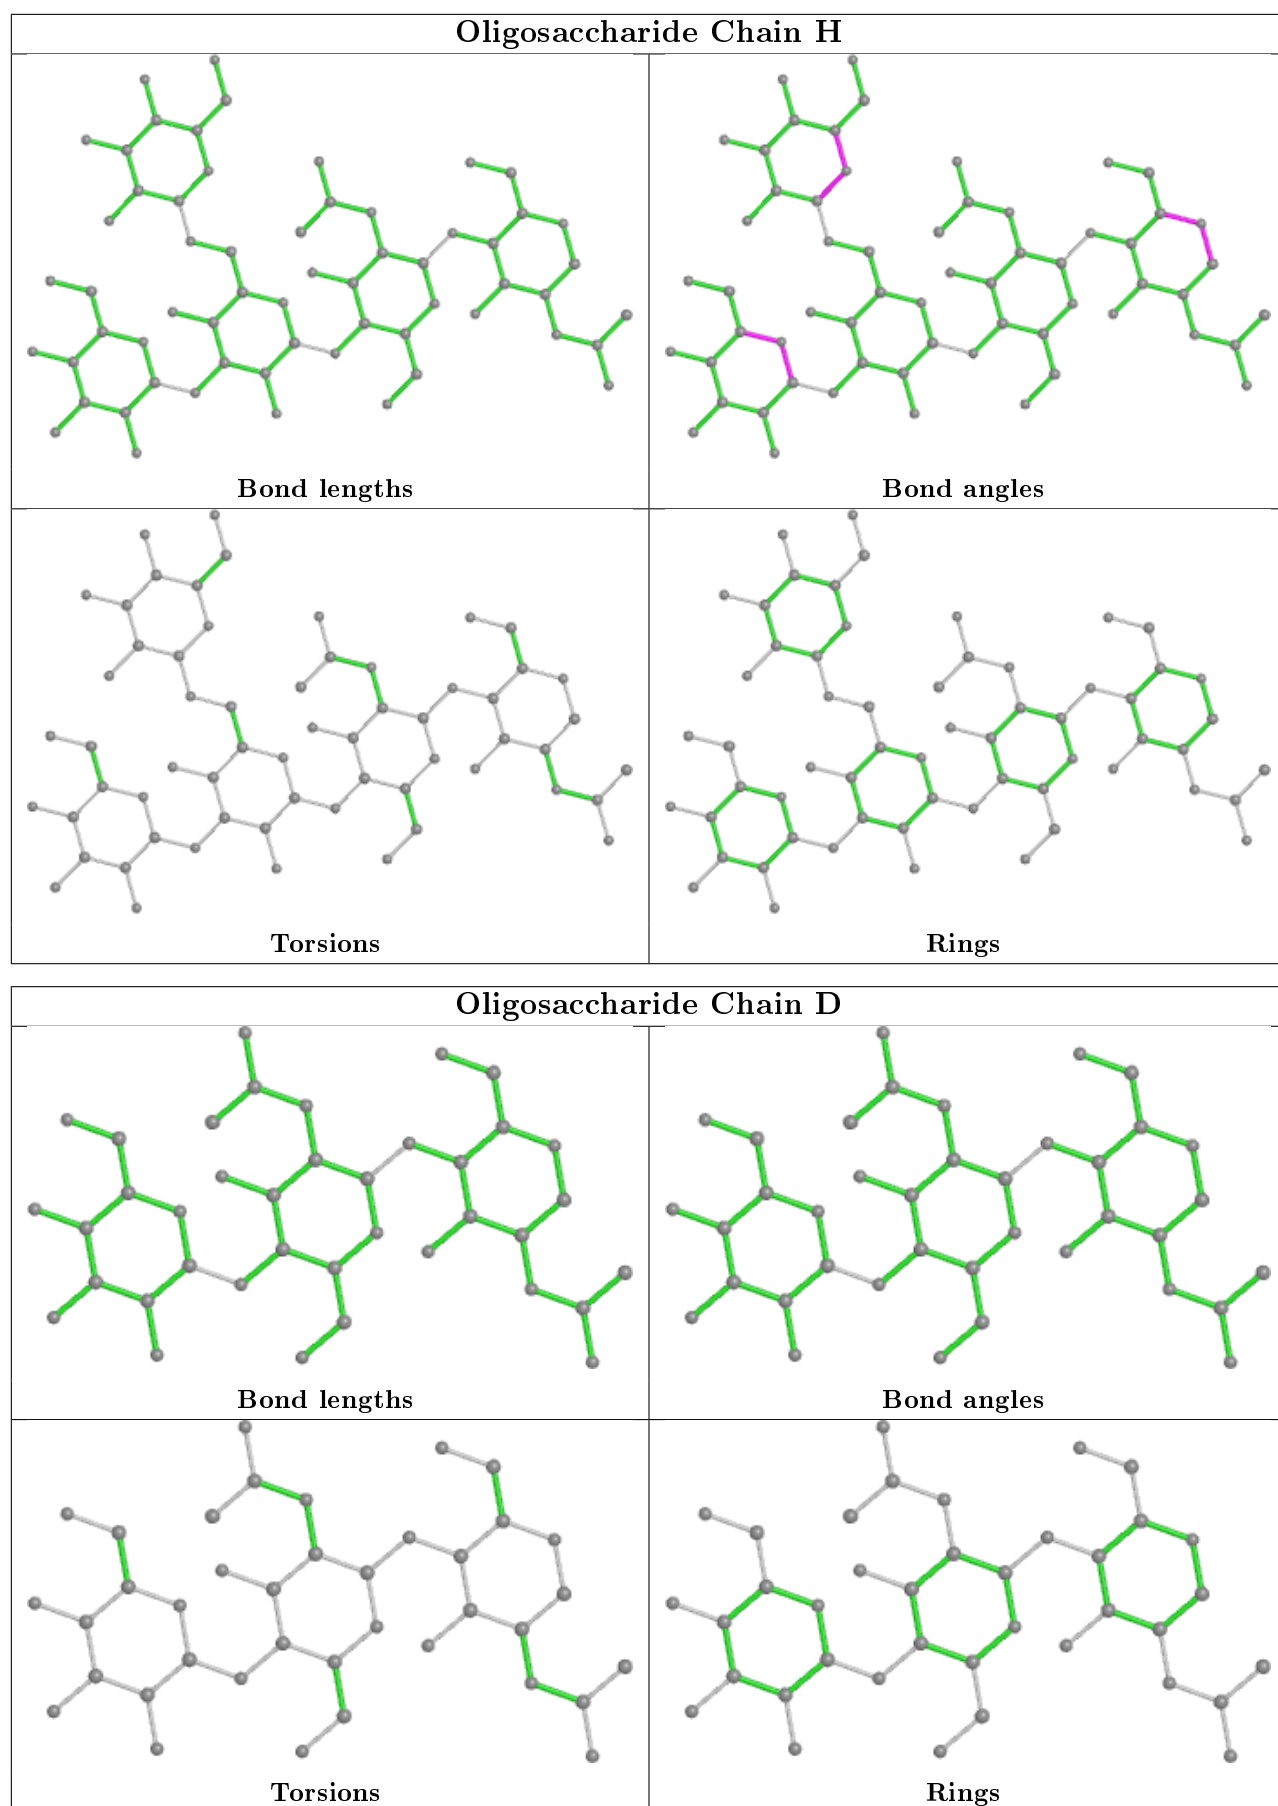 Oligosaccharide Chain H
Bond lengths
Bond angles
Torsions
Rings
Oligosaccharide Chain D
Bond lengths
Bond angles
Torsions
Rings